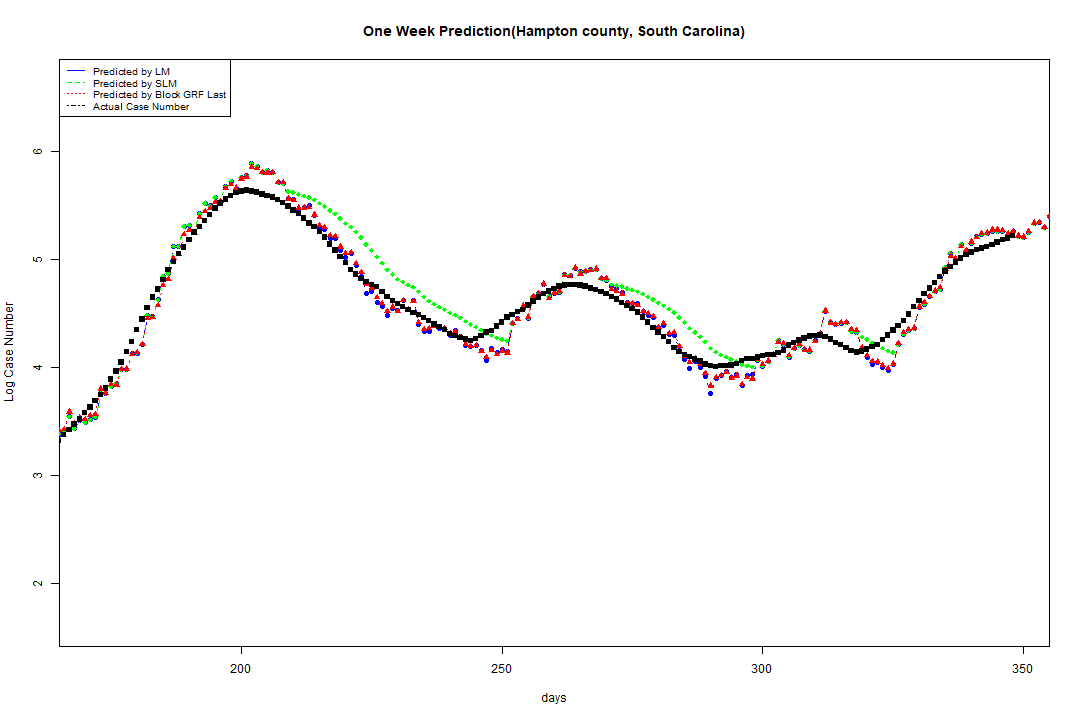 One Week Prediction(Hampton county, South Carolina)
Predicted by LM
Predicted by SLM
Predicted by Block GRF Last
Actual Case Number
6
5
4
3
2
Log Case Number
200
250
300
350
days